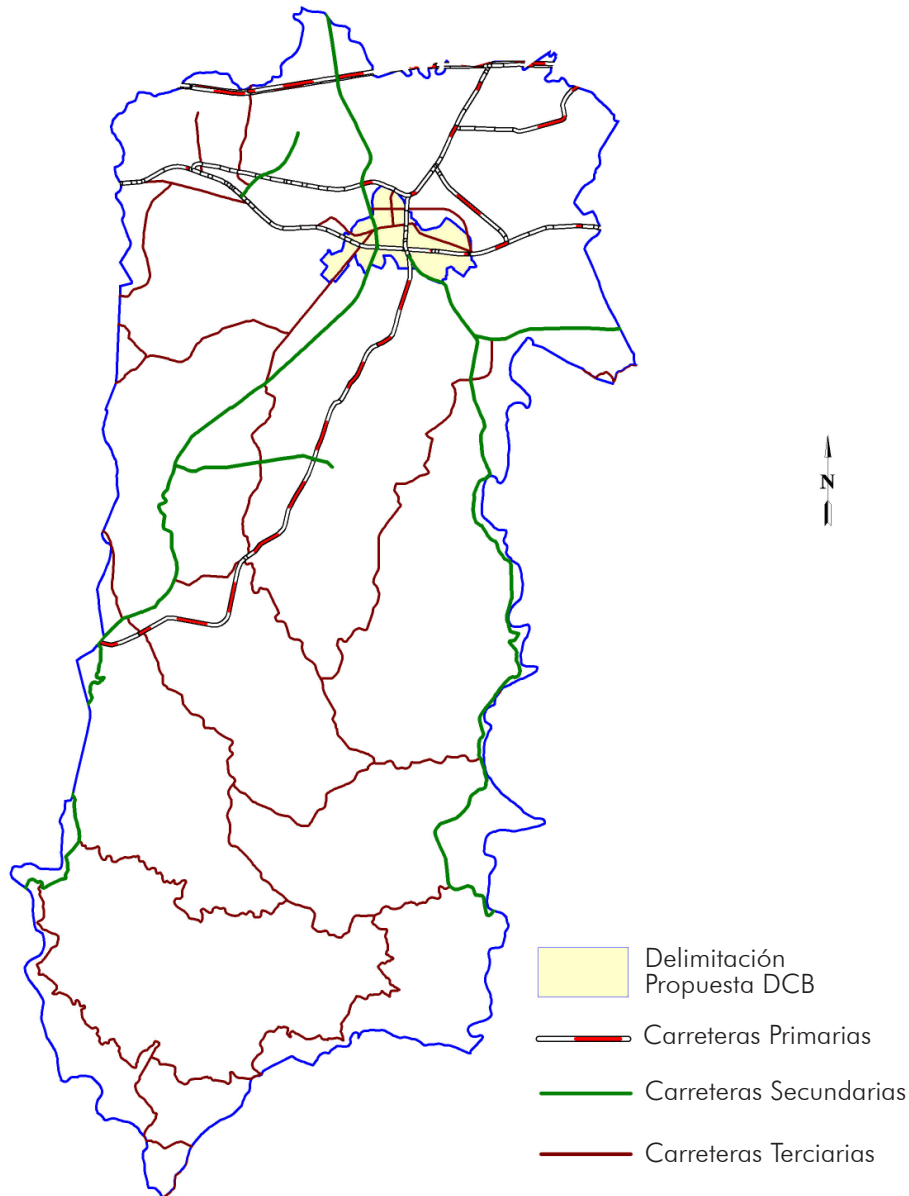 N
Delimitación
Propuesta DCB
Carreteras Primarias
Carreteras Secundarias
Carreteras Terciarias